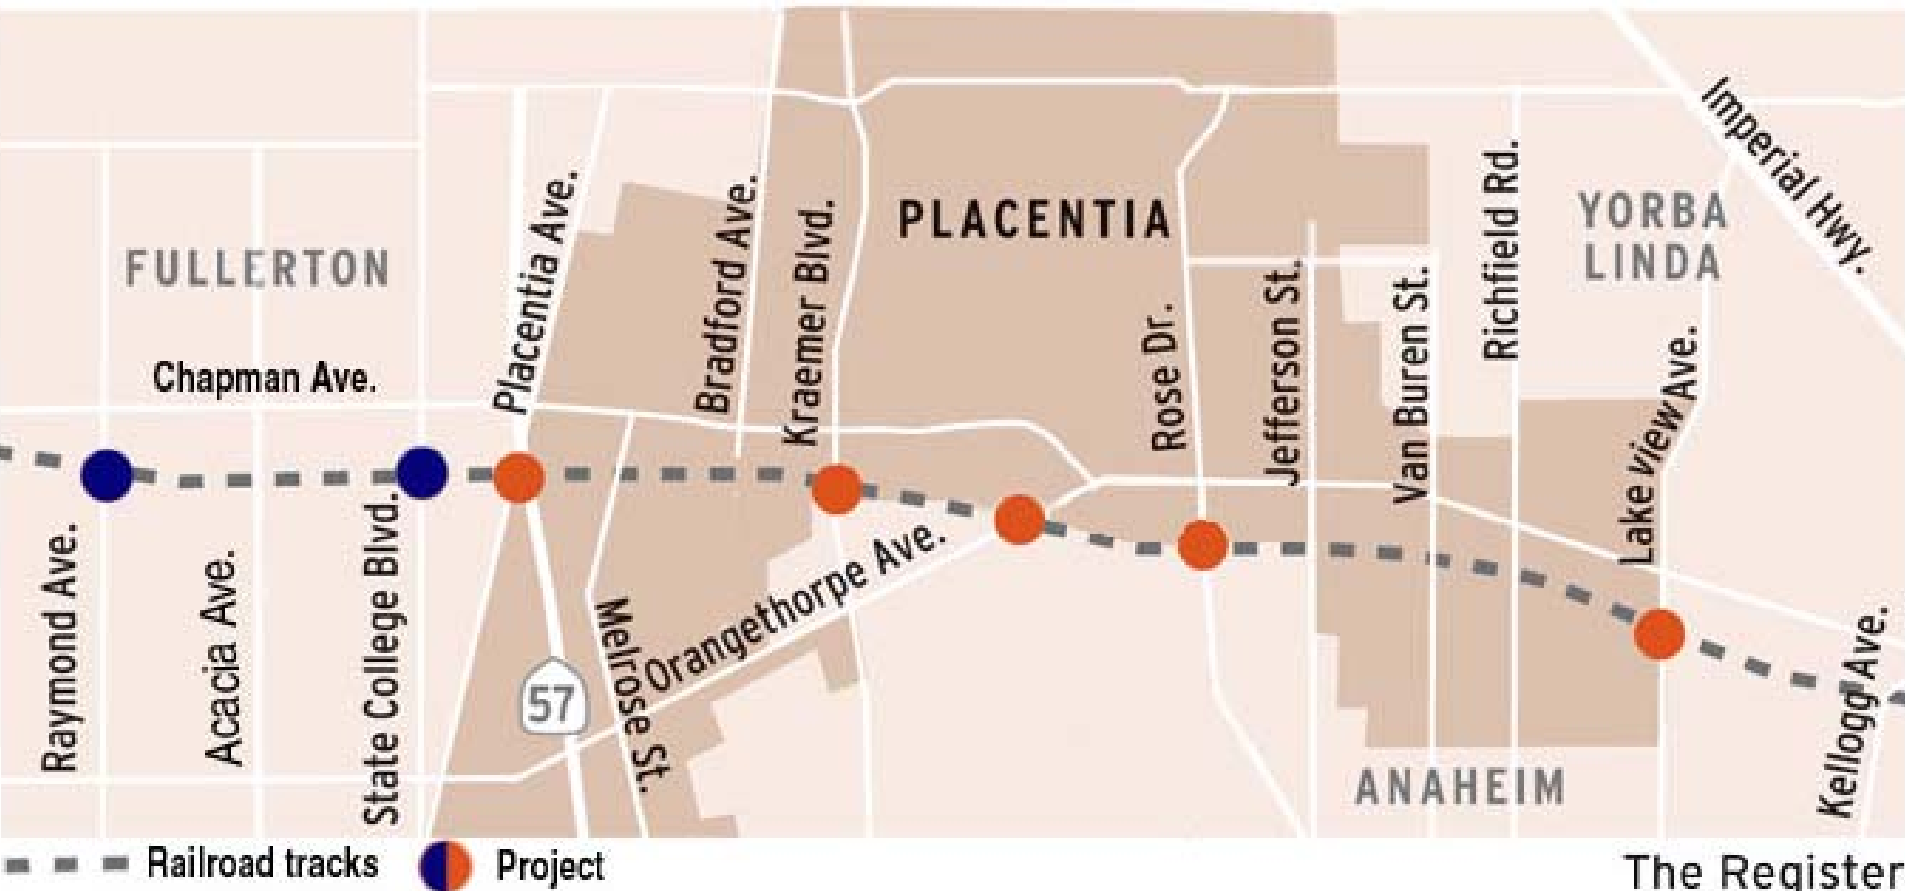 Imperial Hwy.
PLACENTIA
YORBA
LINDA
FULLERTON
Placentia Ave.
Bradford Ave.
Kraemer Blvd.
Richfield Rd.
Chapman Ave.
Rose Dr.
Jefferson St.
Van Buren St.
Lake view Ave.
Raymond Ave.
Acacia Ave.
State College Blvd.
Orangethorpe Ave.
Melrose St.
57
Kellogg Ave.
ANAHEIM
Railroad tracks
Project
The Register